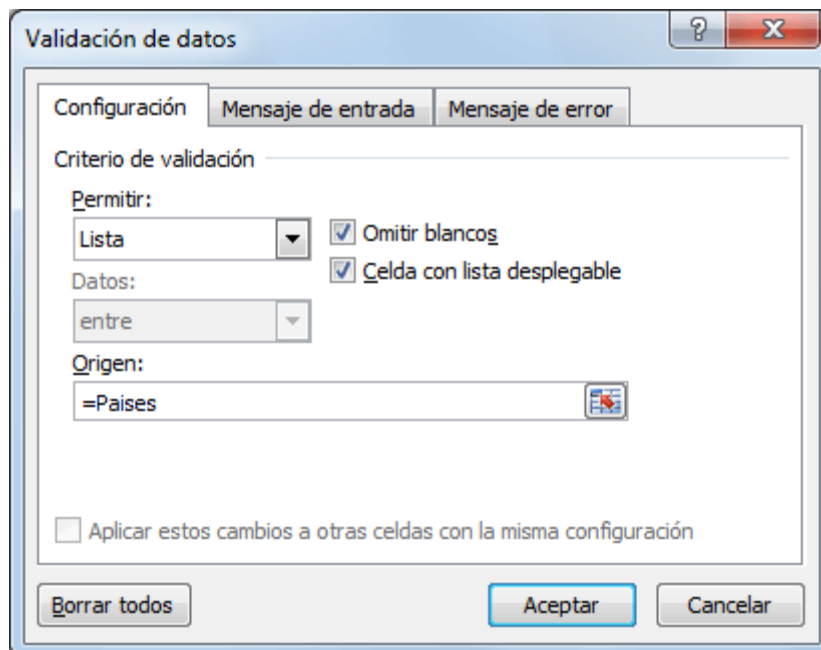 Validación de datos
?
Configuración
Mensaje de entrada
Mensaje de error
Criterio de validación
Permitir:
Lista
Omitir blancos
Celda con lista desplegable
Datos:
entre
Origen:
=Paises
Aplicar estos cambios a otras celdas con la misma configuración
Borrar todos
Aceptar
Cancelar